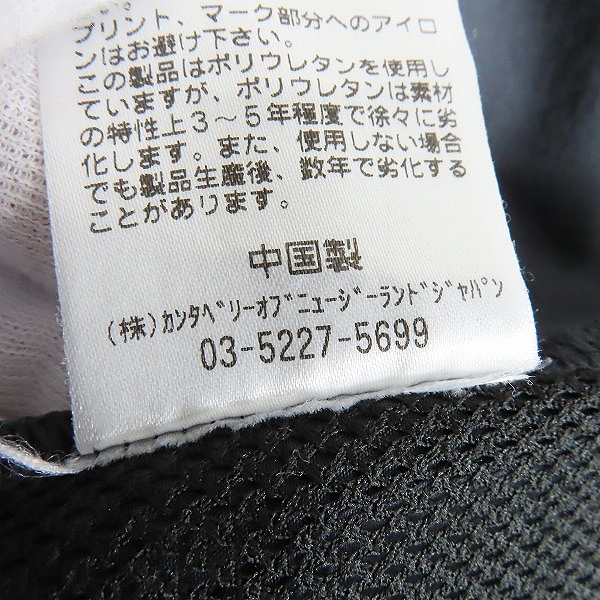 プリント、マーク部分へのアイロ
ンはお避け下さい。
この製品はポリウレタンを使用し
ていますが、ポリウレタンは素材
の特性上3～5年程度で徐々に劣
化します。また、使用しない場合
でも製品生産後、数年で劣化する
ことがあります。
中国製
(株)ｶﾝﾀﾍﾞﾘｰｵﾌﾞﾆｭｰｼﾞｰﾗﾝﾄﾞｼﾞｬﾊﾟﾝ
03-5227-5699